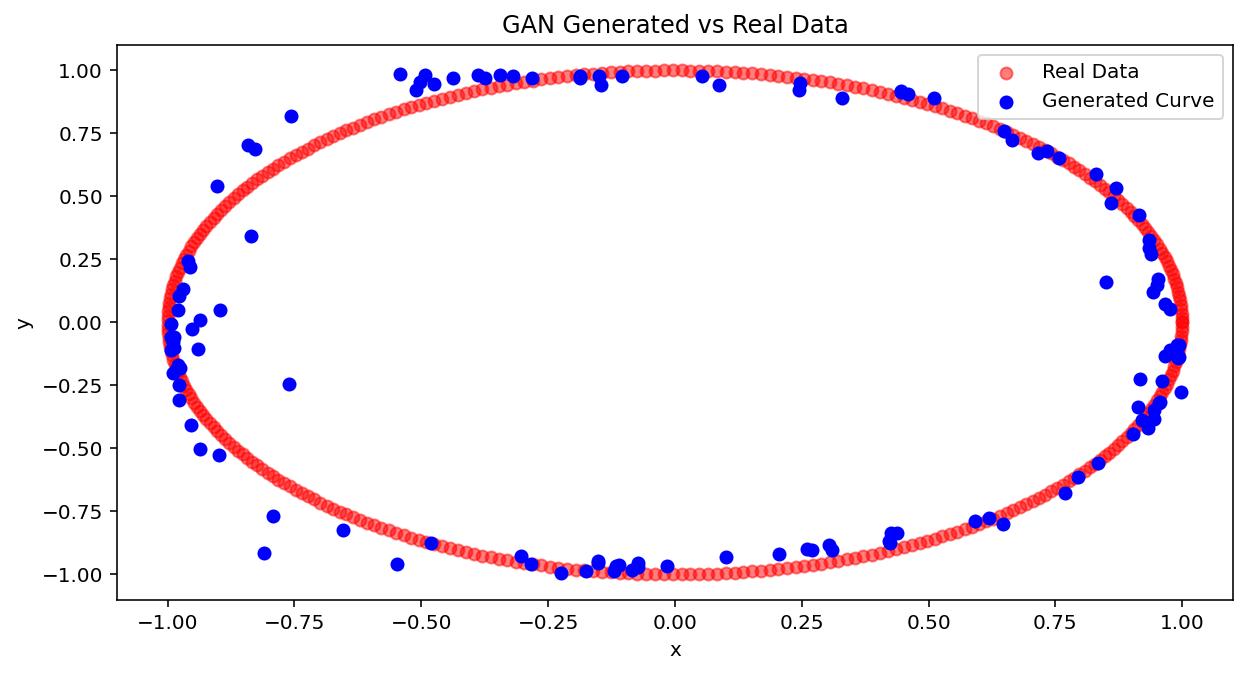 GAN Generated vs Real Data
Real Data
Generated Curve
1.00
0.75
0.50
0.25
0.00
−0.25
−0.50
−0.75
−1.00
y
−1.00 −0.75 −0.50 −0.25 0.00 0.25 0.50 0.75 1.00
x